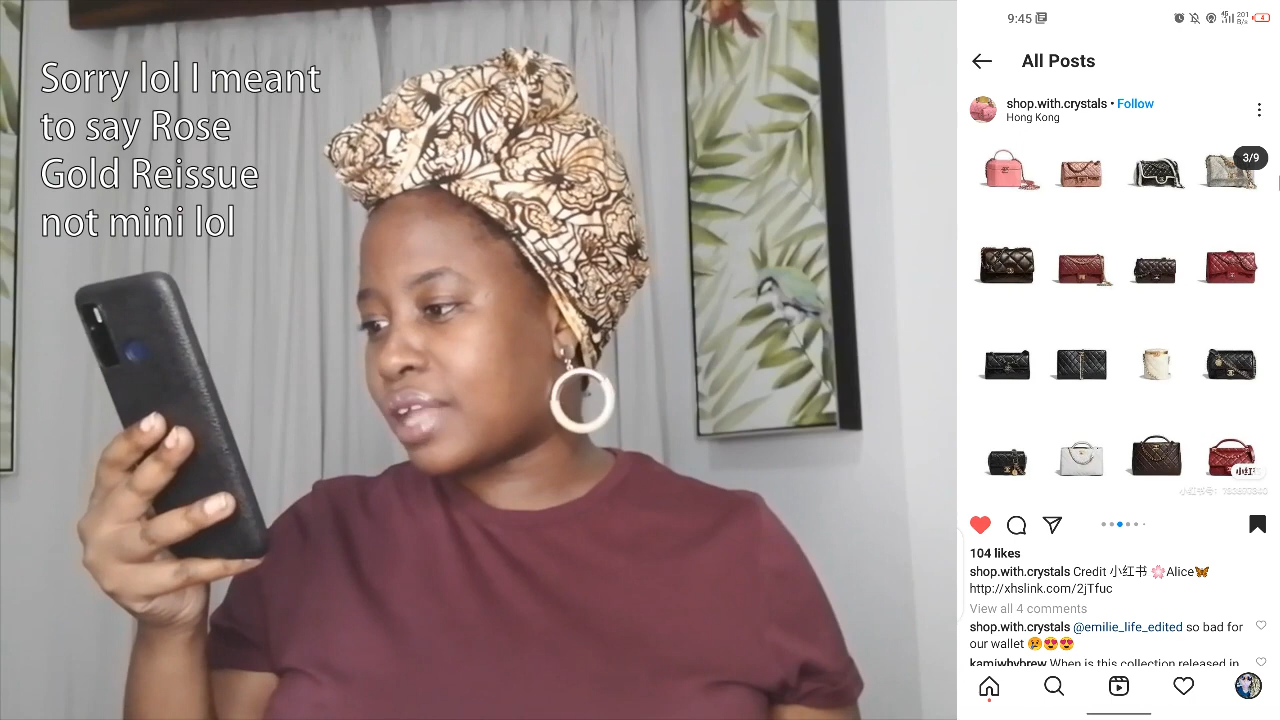 Sorry lol I meant
to say Rose
Gold Reissue
not mini lol
9:45
4
All Posts
shop.with.crystals • Follow
Hong Kong
3/9
104 likes
shop.with.crystals Credit 小红书 🌸Alice🦋
http://xhslink.com/2jTfuc
View all 4 comments
shop.with.crystals @emilie_life_edited so bad for
our wallet 😢😍😍
kamiwhybrew When is this collection released in